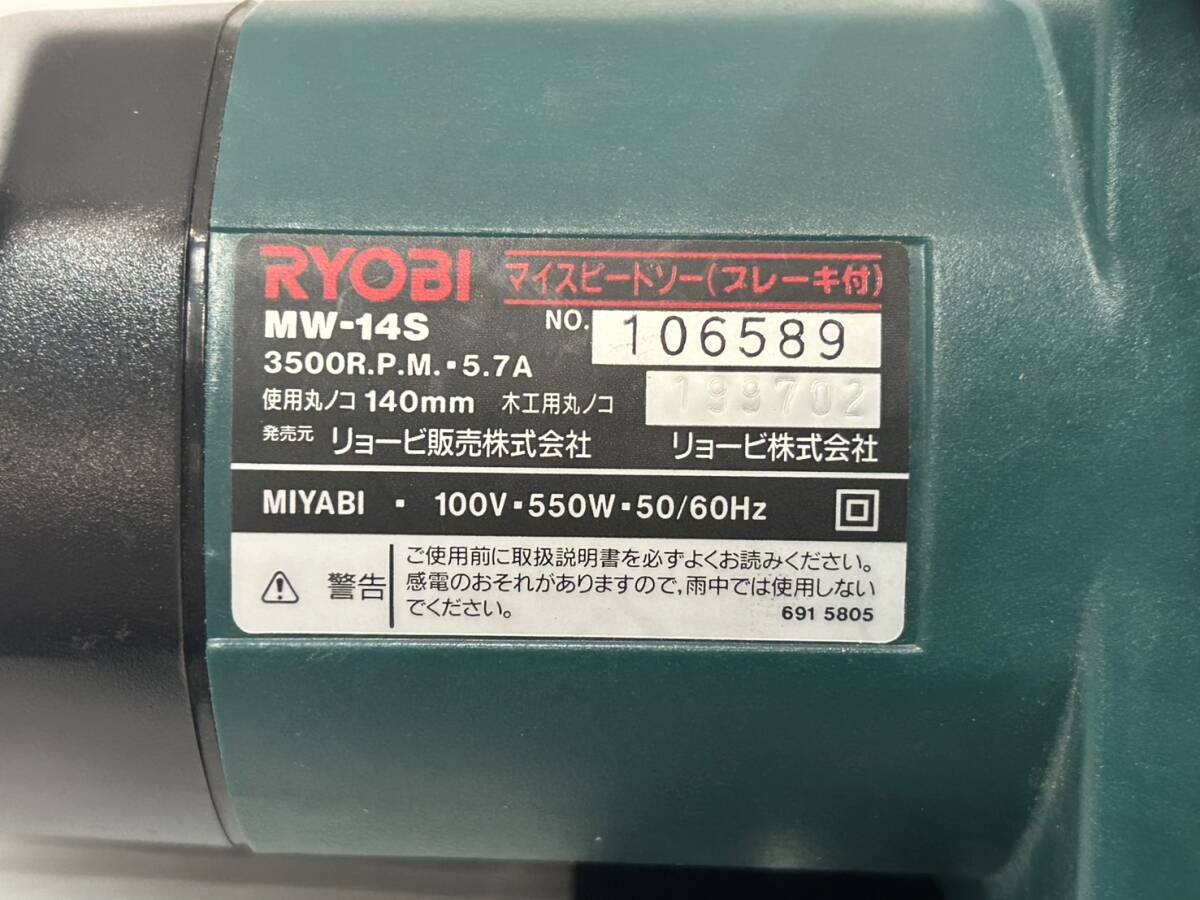 RYOBI マイスピードソー(ブレーキ付)
MW-14S NO. 106589
3500R.P.M.・5.7A
使用丸ノコ 140mm 木工用丸ノコ 199702
発売元 リョービ販売株式会社 リョービ株式会社
MIYABI ・ 100V・550W・50/60Hz
警告
ご使用前に取扱説明書を必ずよくお読みください。
感電のおそれがありますので,雨中では使用しない
でください。
691 5805